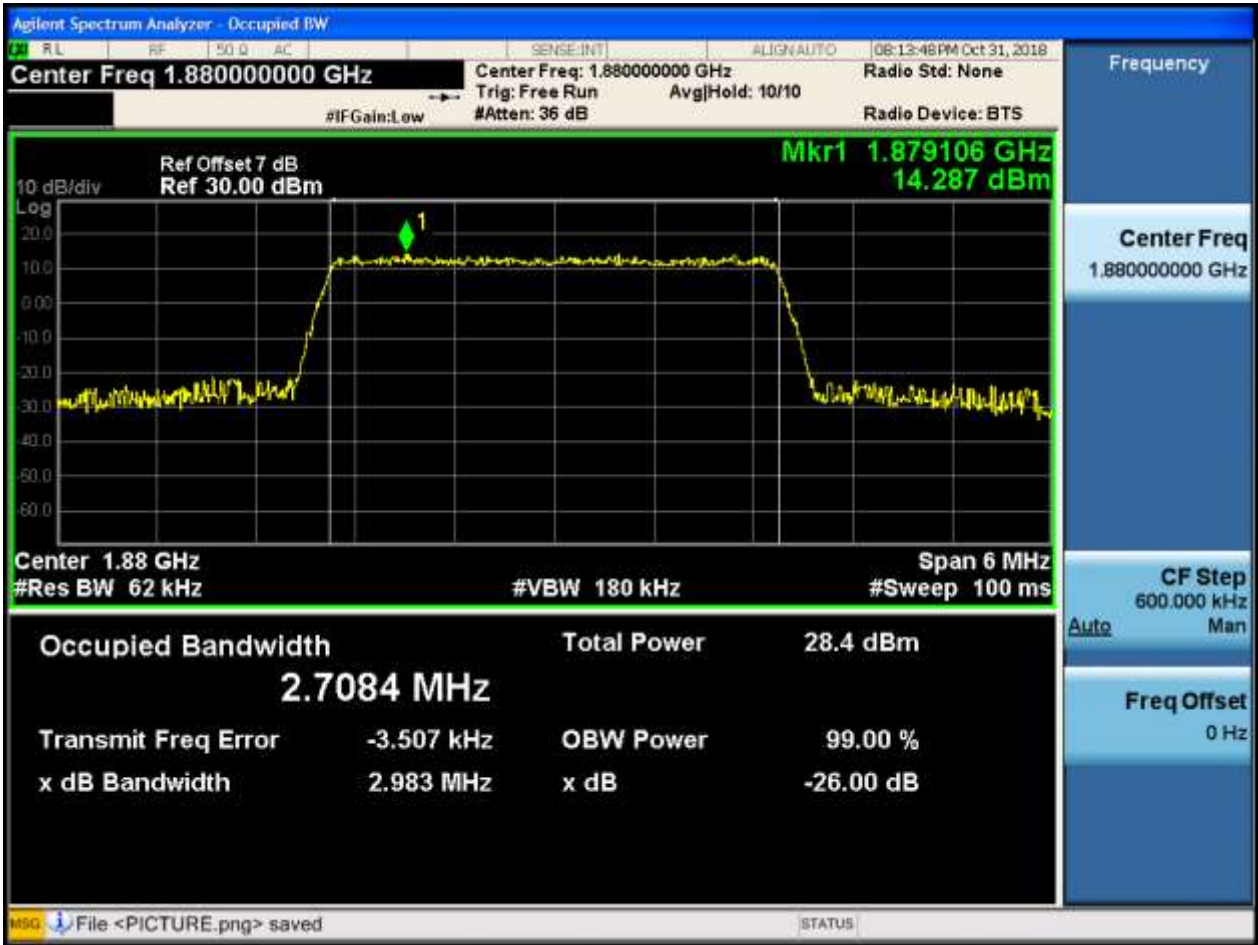 Agilent Spectrum Analyzer - Occupied BW
RL RF 50 Ω AC SENSE:INT ALIGN AUTO 08:13:48 PM Oct 31, 2018
Center Freq 1.880000000 GHz
Center Freq: 1.880000000 GHz
Radio Std: None
Trig: Free Run Avg|Hold: 10/10
#IFGain:Low
#Atten: 36 dB
Radio Device: BTS
Frequency
Mkr1 1.879106 GHz
14.287 dBm
Ref Offset 7 dB
10 dB/div Ref 30.00 dBm
Log
1
20.0
10.0
0.00
-10.0
-20.0
-30.0
-40.0
-50.0
-60.0
Center 1.88 GHz Span 6 MHz
#Res BW 62 kHz #VBW 180 kHz #Sweep 100 ms
Occupied Bandwidth Total Power 28.4 dBm
2.7084 MHz
Transmit Freq Error -3.507 kHz OBW Power 99.00 %
x dB Bandwidth 2.983 MHz x dB -26.00 dB
Center Freq
1.880000000 GHz
CF Step
600.000 kHz
Auto Man
Freq Offset
0 Hz
MSG File <PICTURE.png> saved STATUS